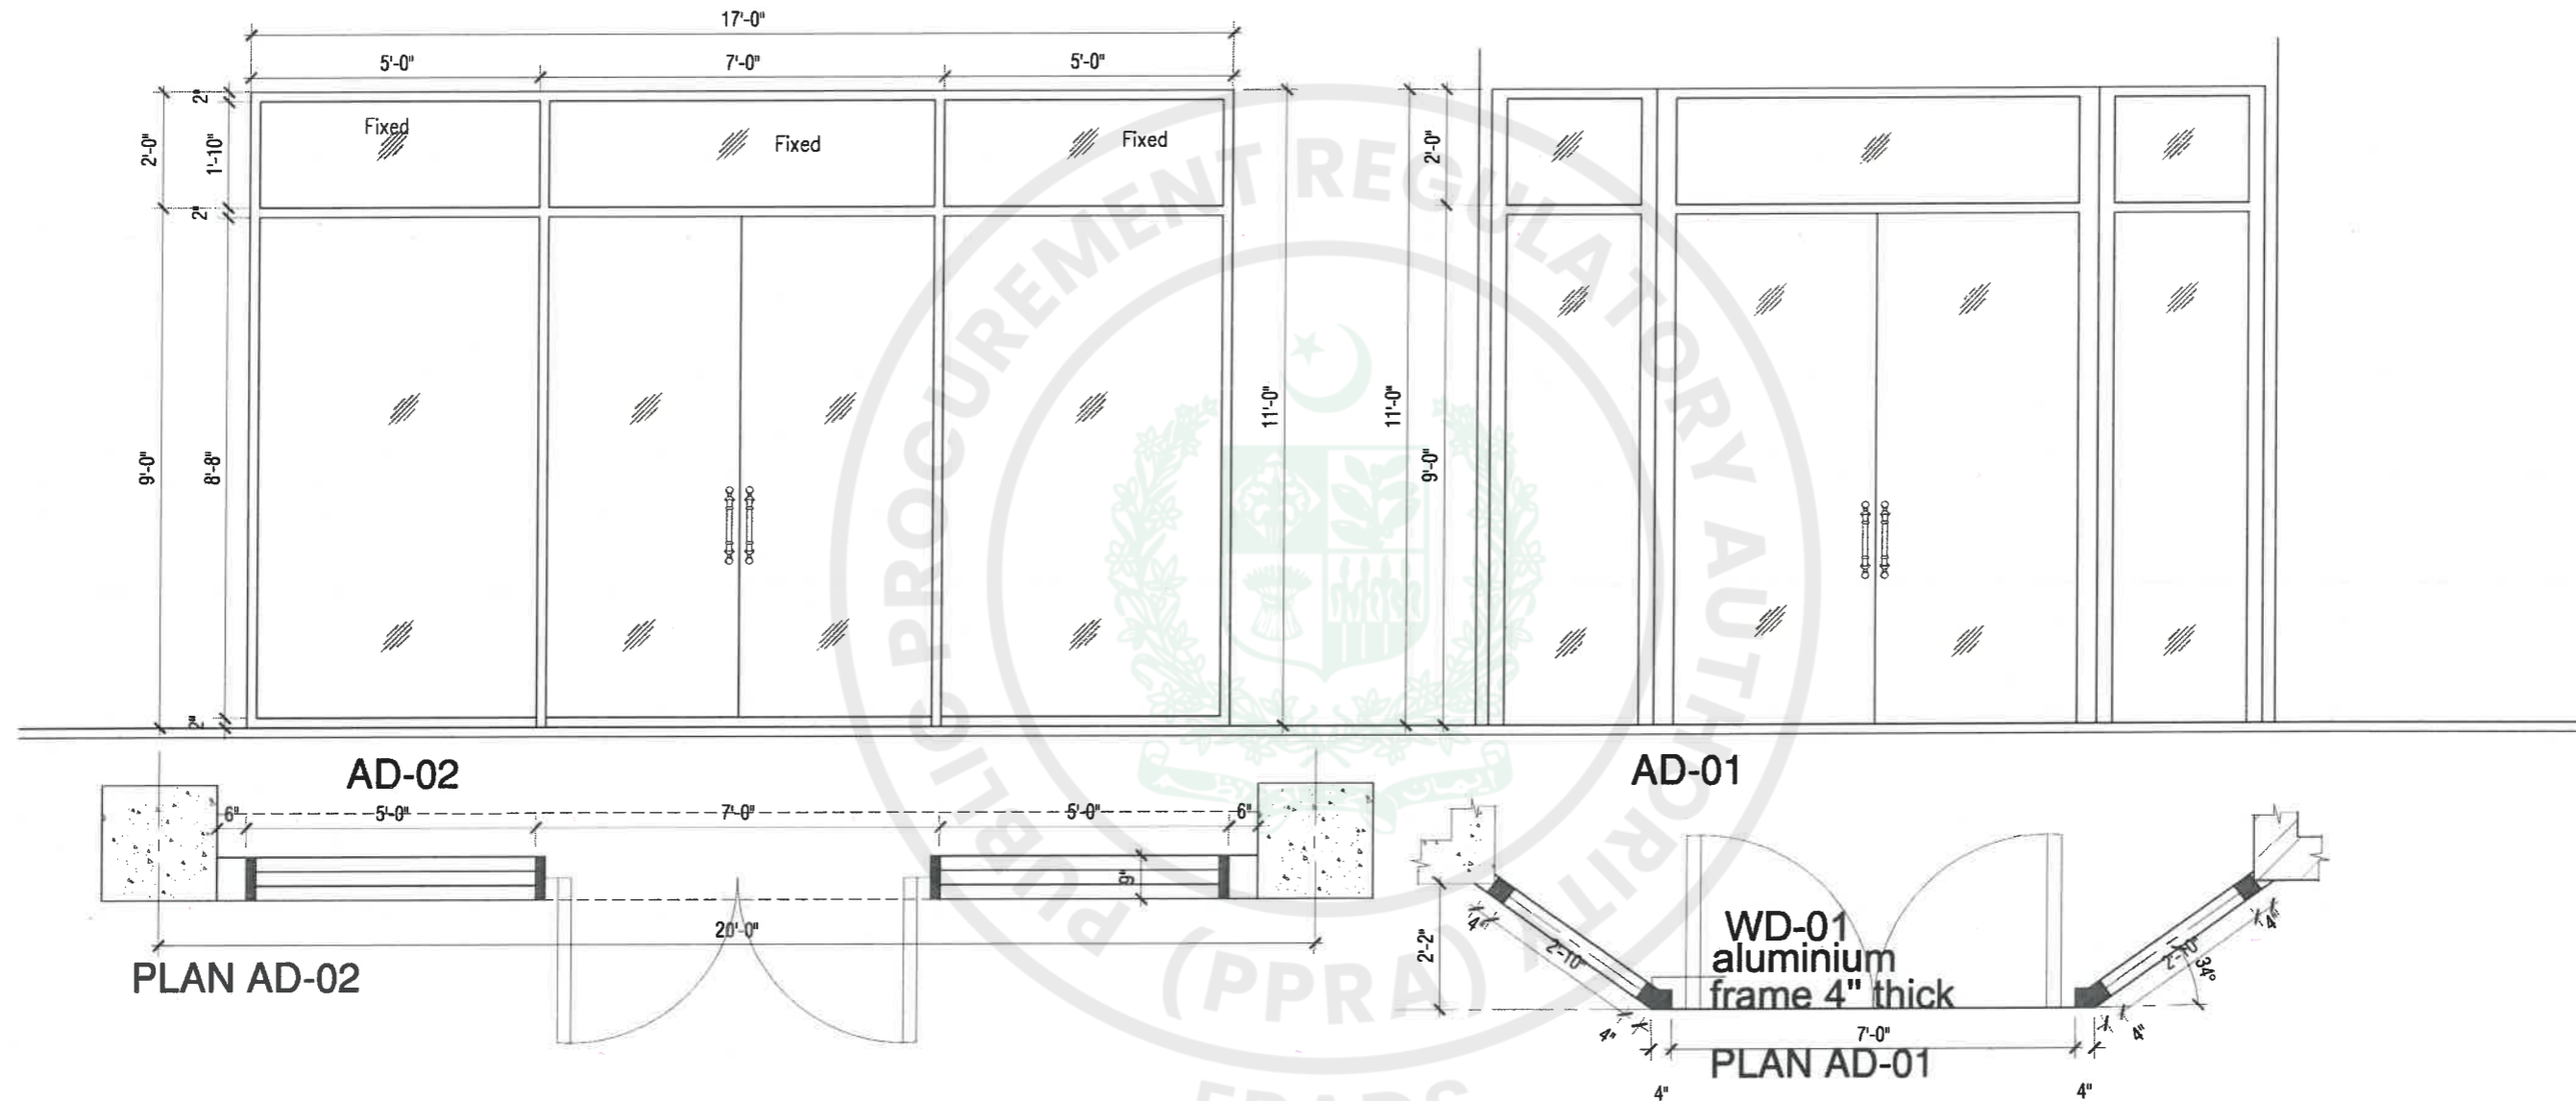 17'-0"
5'-0"
7'-0"
5'-0"
2"
2'-0"
1'-10"
2"
9'-0"
8'-8"
2"
Fixed
Fixed
Fixed
11'-0"
11'-0"
2'-0"
9'-0"
AD-02
AD-01
6"
5'-0"
7'-0"
5'-0"
6"
9"
20'-0"
PLAN AD-02
2'-2"
4"
2'-10"
4"
WD-01
aluminium
frame 4" thick
2'-10"
4"
34°
4"
7'-0"
PLAN AD-01
4"
4"
PUBLIC PROCUREMENT REGULATORY AUTHORITY
(PPRA)